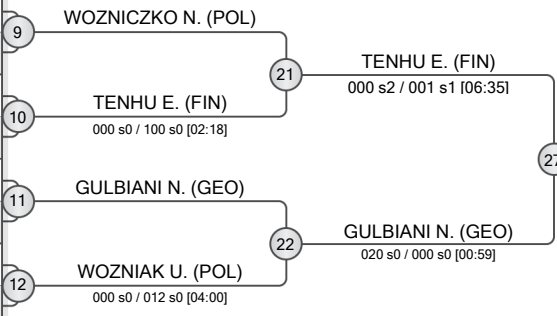 WOZNICZKO N. (POL)
9
TENHU E. (FIN)
21
000 s2 / 001 s1 [06:35]
TENHU E. (FIN)
10
000 s0 / 100 s0 [02:18]
27
GULBIANI N. (GEO)
11
GULBIANI N. (GEO)
22
020 s0 / 000 s0 [00:59]
WOZNIAK U. (POL)
12
000 s0 / 012 s0 [04:00]